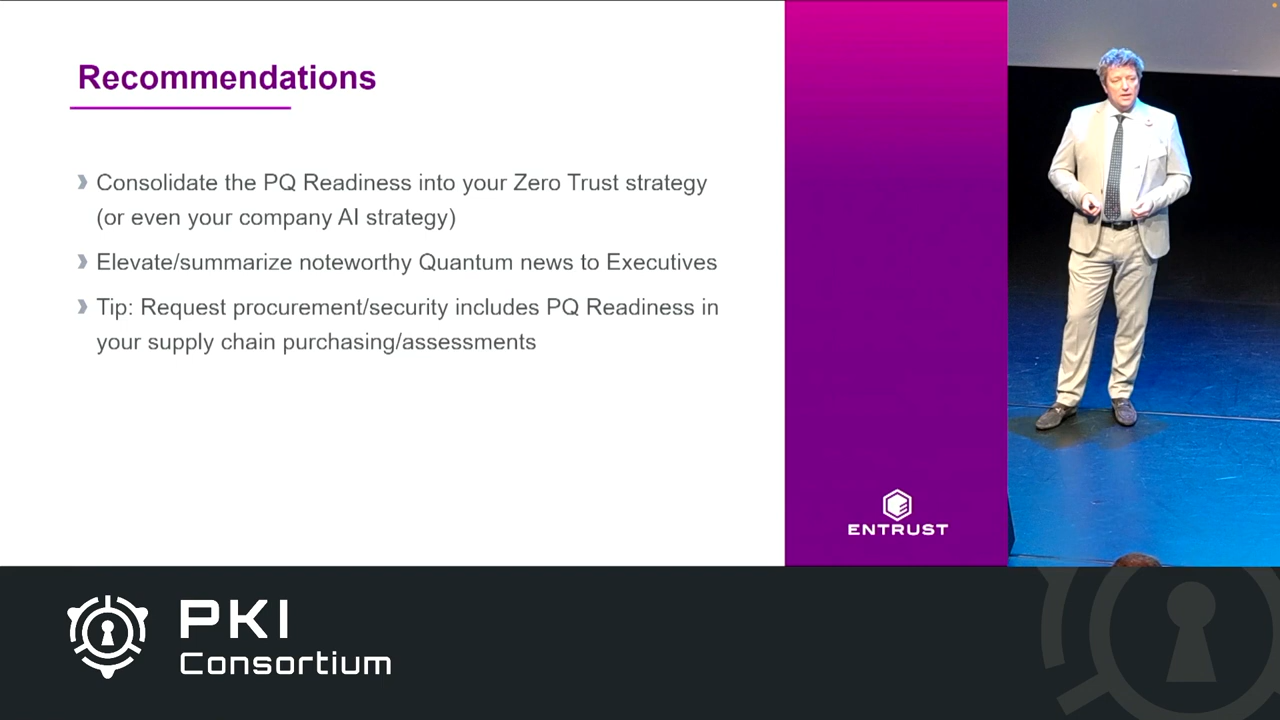 Recommendations
Consolidate the PQ Readiness into your Zero Trust strategy
(or even your company AI strategy)
Elevate/summarize noteworthy Quantum news to Executives
Tip: Request procurement/security includes PQ Readiness in
your supply chain purchasing/assessments
ENTRUST
PKI
Consortium